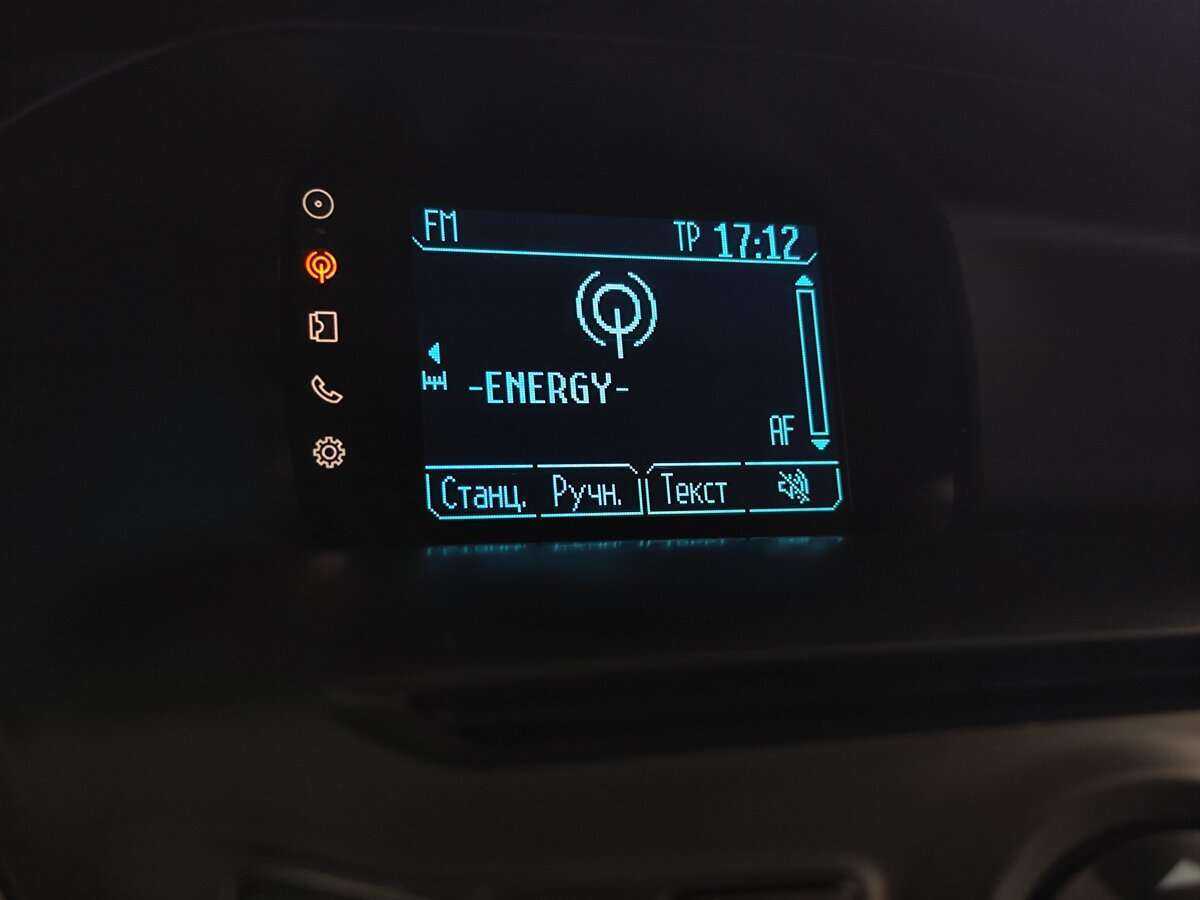 FM TP 17:12
-ENERGY-
AF
Станц. Ручн. Текст